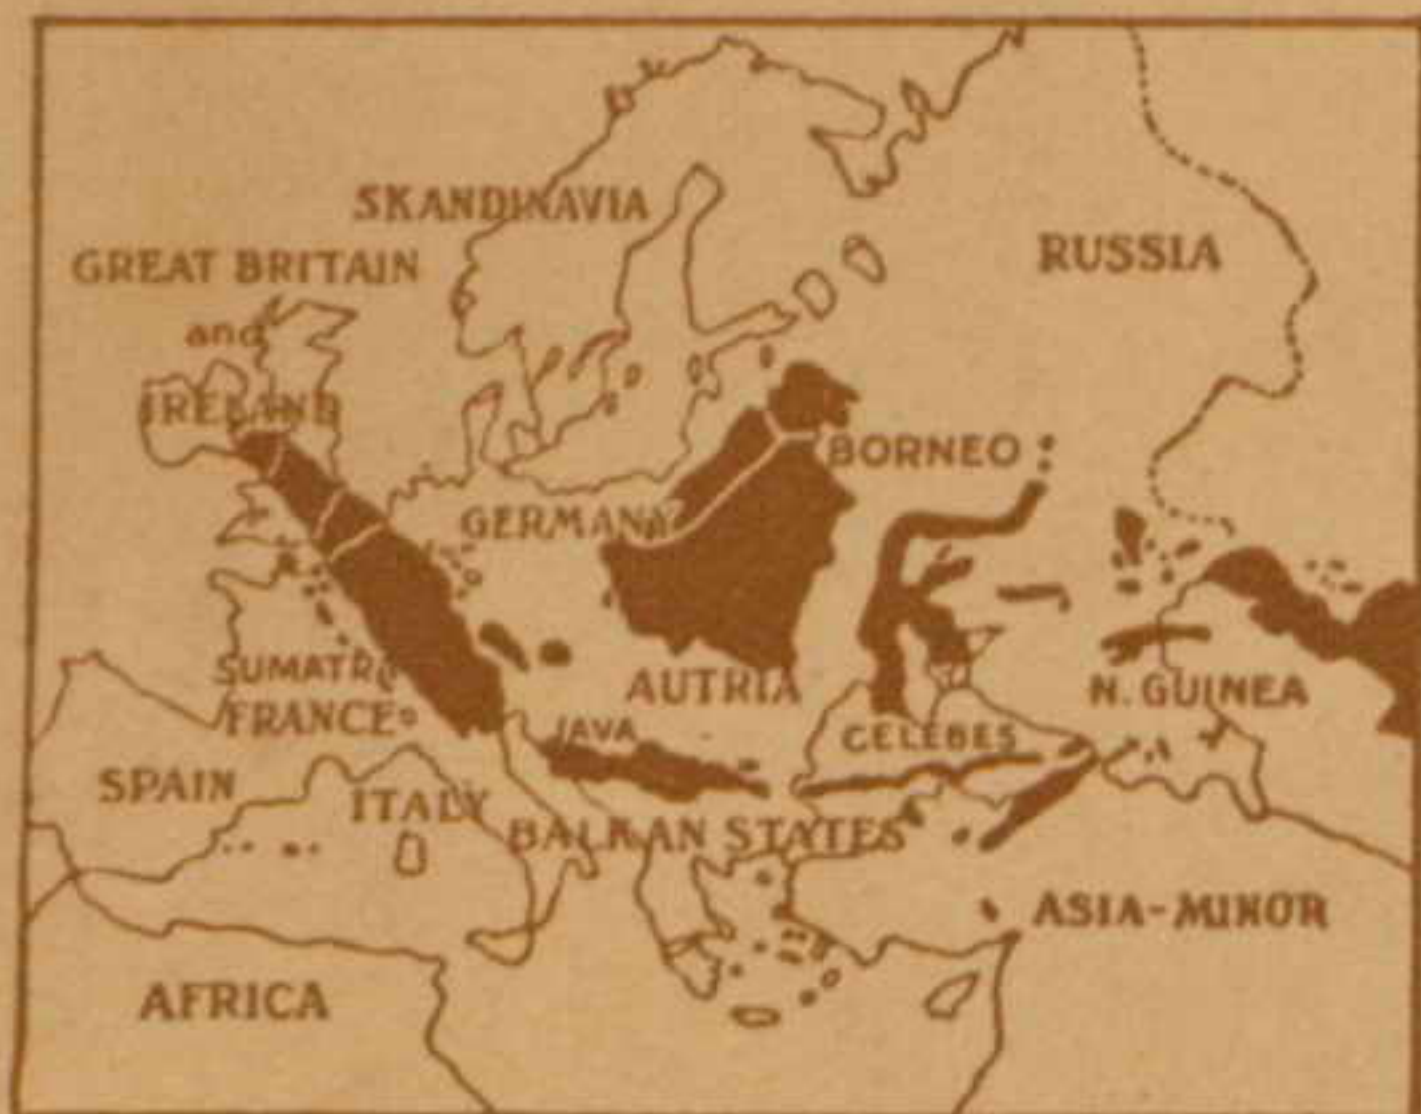 SKANDINAVIA
GREAT BRITAIN
and
IRELAND
RUSSIA
BORNEO
GERMANY
SUMATRA
FRANCE
AUTRIA
N. GUINEA
JAVA
CELEBES
SPAIN
ITALY
BALKAN STATES
ASIA-MINOR
AFRICA